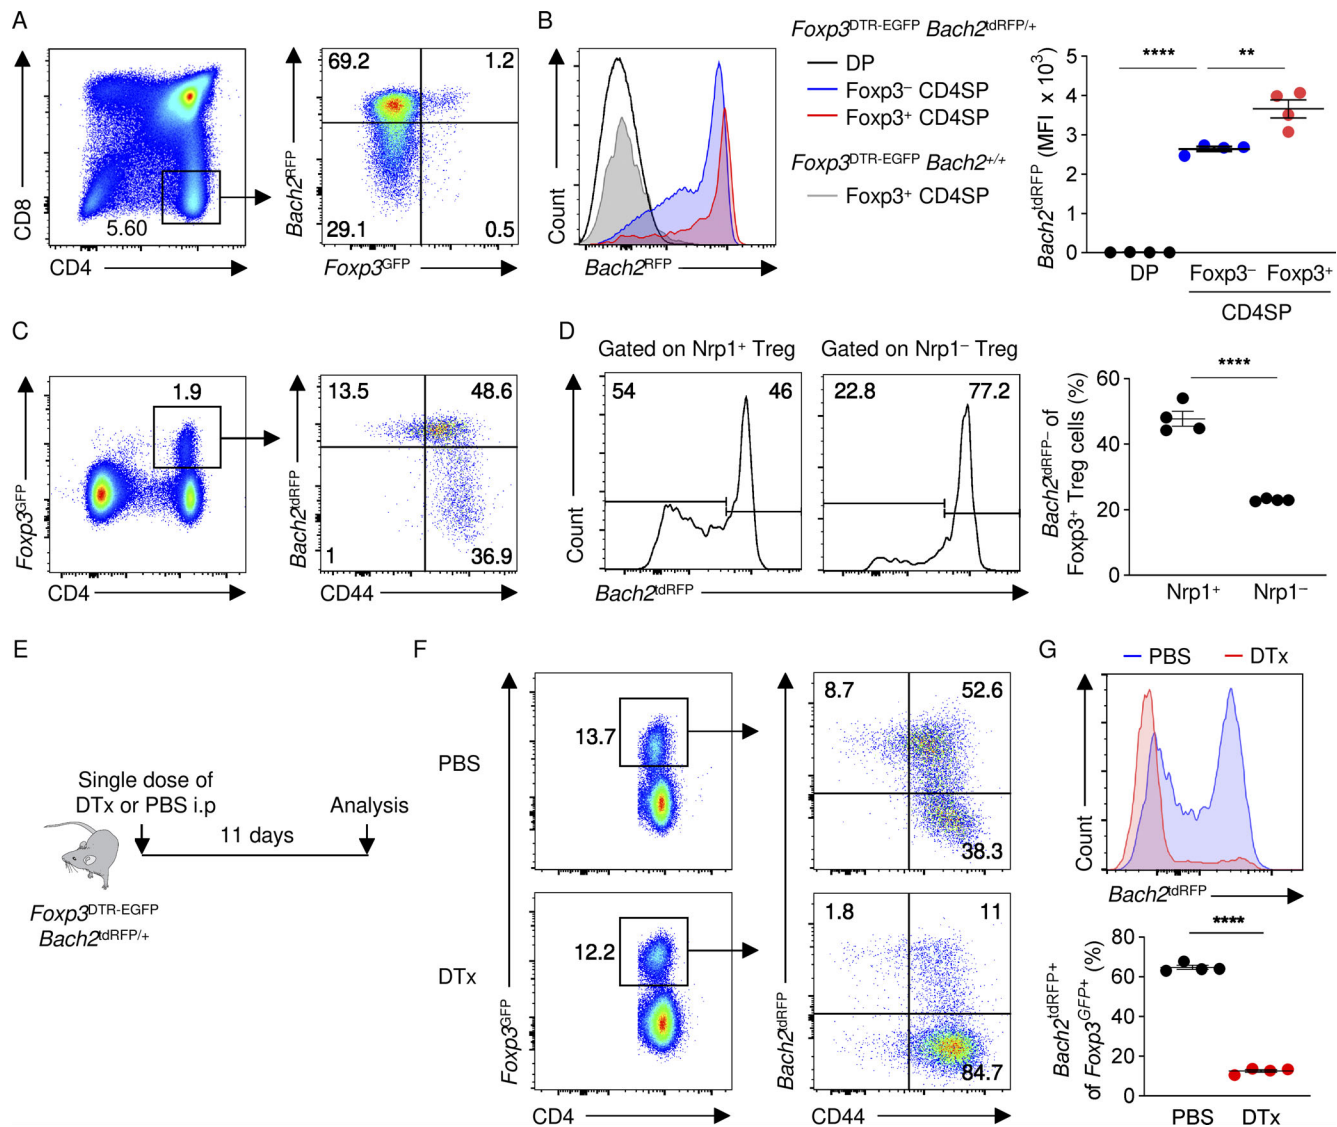 A
CD8
5.60
CD4
69.2
1.2
29.1
0.5
Bach2RFP
Foxp3GFP
B
Count
Bach2RFP
Foxp3DTR-EGFP Bach2tdRFP/+
DP
Foxp3– CD4SP
Foxp3+ CD4SP
Foxp3DTR-EGFP Bach2+/+
Foxp3+ CD4SP
Bach2tdRFP (MFI x 10³)
5
4
3
2
1
0
****
**
DP
Foxp3–
Foxp3+
CD4SP
C
1.9
Foxp3GFP
CD4
13.5
48.6
1
36.9
Bach2tdRFP
CD44
D
Gated on Nrp1+ Treg
Gated on Nrp1– Treg
54
46
22.8
77.2
Count
Bach2tdRFP
****
60
40
20
0
Bach2tdRFP– of
Foxp3+ Treg cells (%)
Nrp1+
Nrp1–
E
Single dose of
DTx or PBS i.p
Analysis
11 days
Foxp3DTR-EGFP
Bach2tdRFP/+
F
PBS
13.7
8.7
52.6
38.3
DTx
12.2
1.8
11
84.7
Foxp3GFP
CD4
Bach2tdRFP
CD44
G
PBS
DTx
Count
Bach2tdRFP
****
80
60
40
20
0
Bach2tdRFP+
of Foxp3GFP+ (%)
PBS
DTx